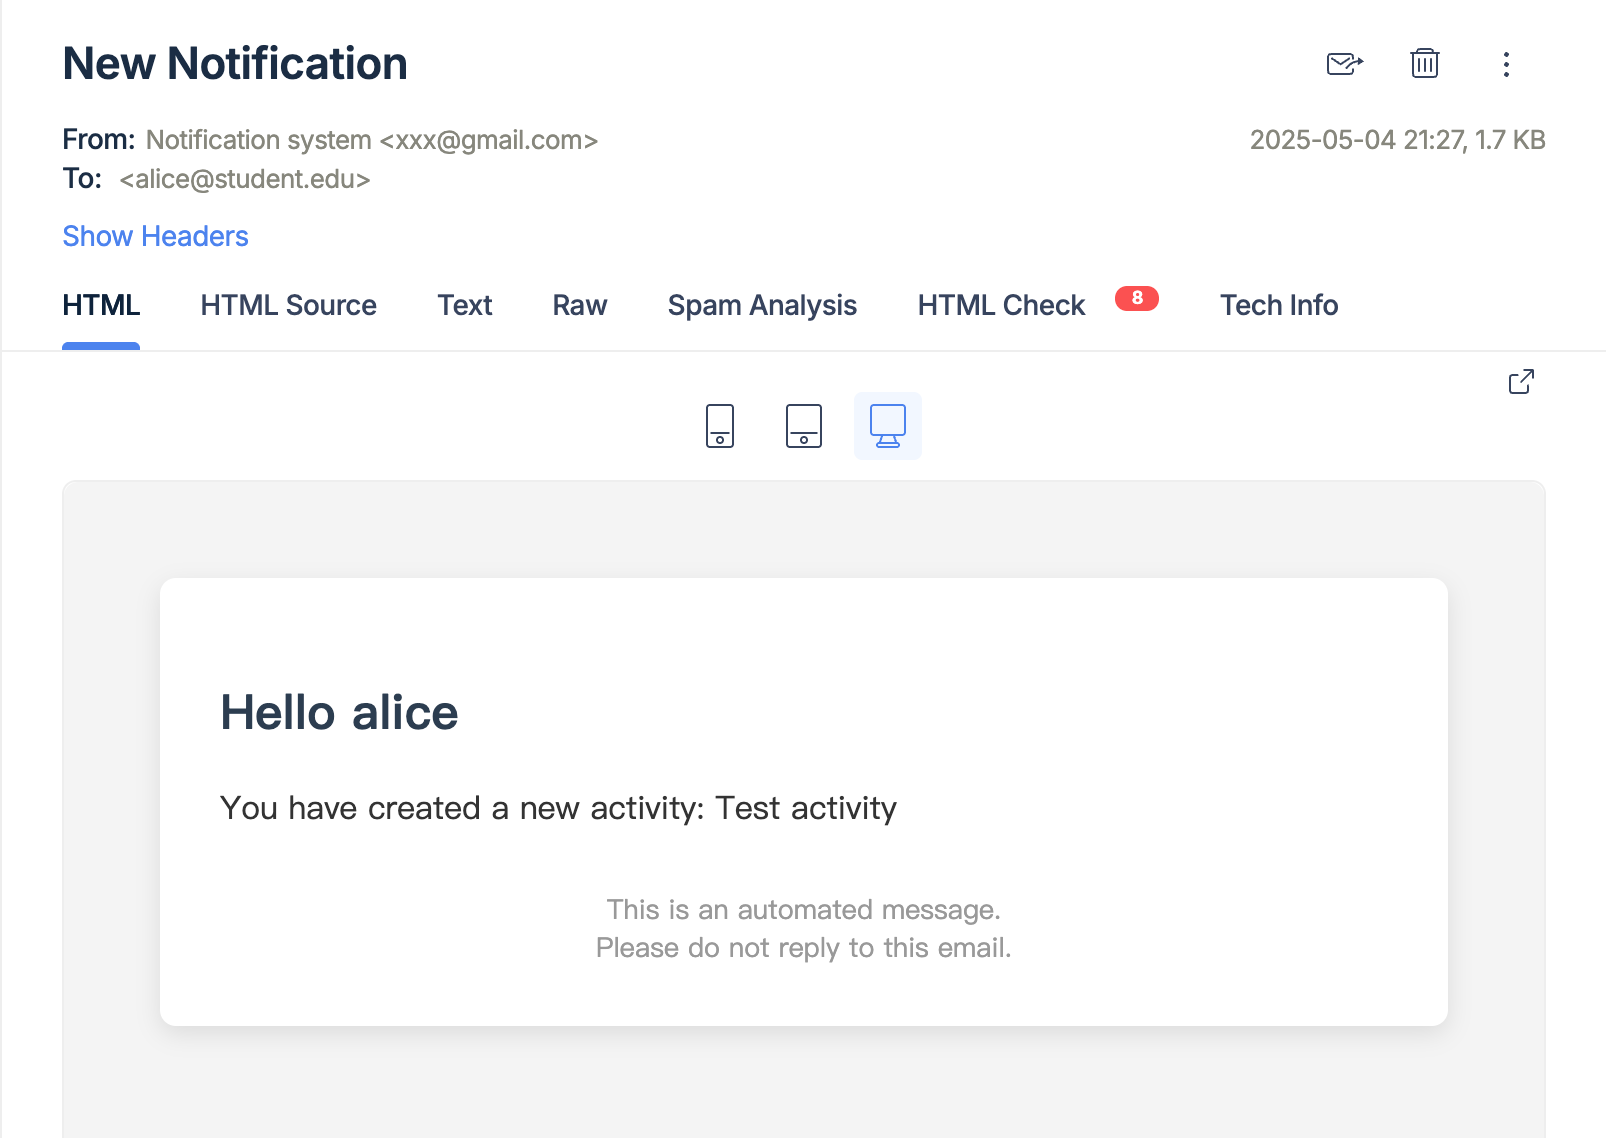 New Notification
From: Notification system <xxx@gmail.com>
2025-05-04 21:27, 1.7 KB
To: <alice@student.edu>
Show Headers
HTML HTML Source Text Raw Spam Analysis HTML Check 8 Tech Info
Hello alice
You have created a new activity: Test activity
This is an automated message.
Please do not reply to this email.